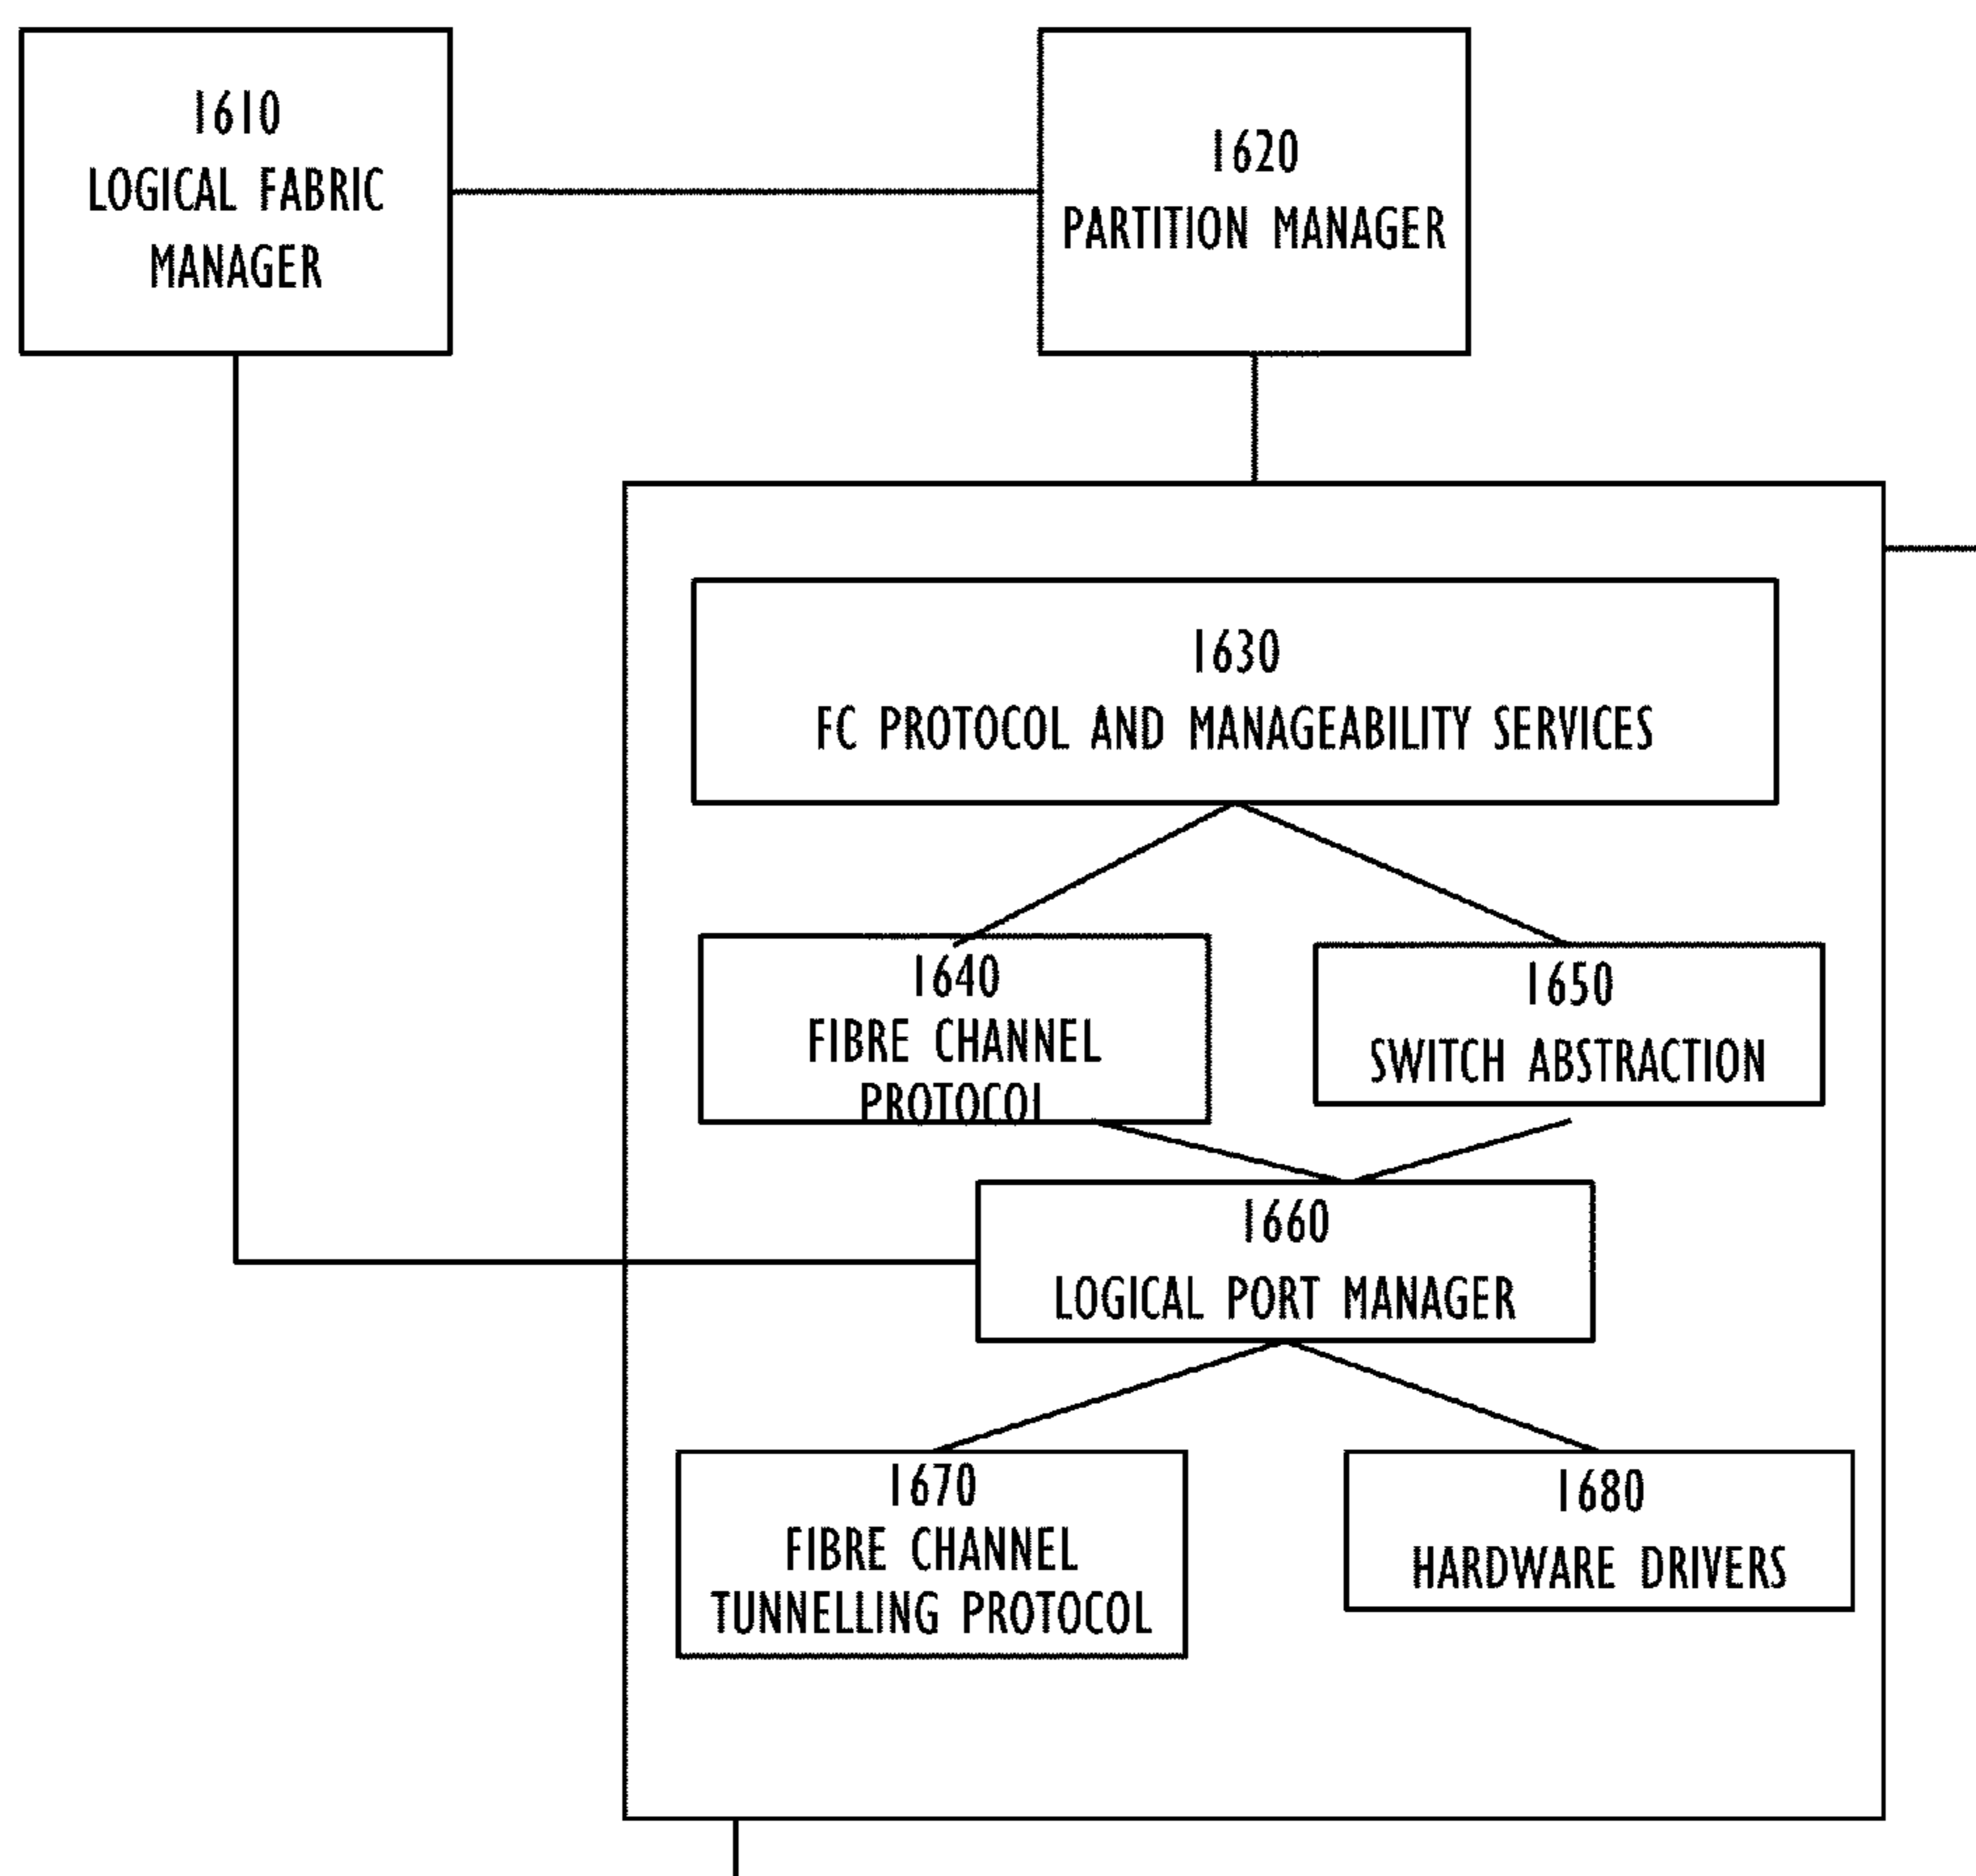 1610
LOGICAL FABRIC
MANAGER
1620
PARTITION MANAGER
1630
FC PROTOCOL AND MANAGEABILITY SERVICES
1640
FIBRE CHANNEL
PROTOCOL
1650
SWITCH ABSTRACTION
1660
LOGICAL PORT MANAGER
1670
FIBRE CHANNEL
TUNNELLING PROTOCOL
1680
HARDWARE DRIVERS